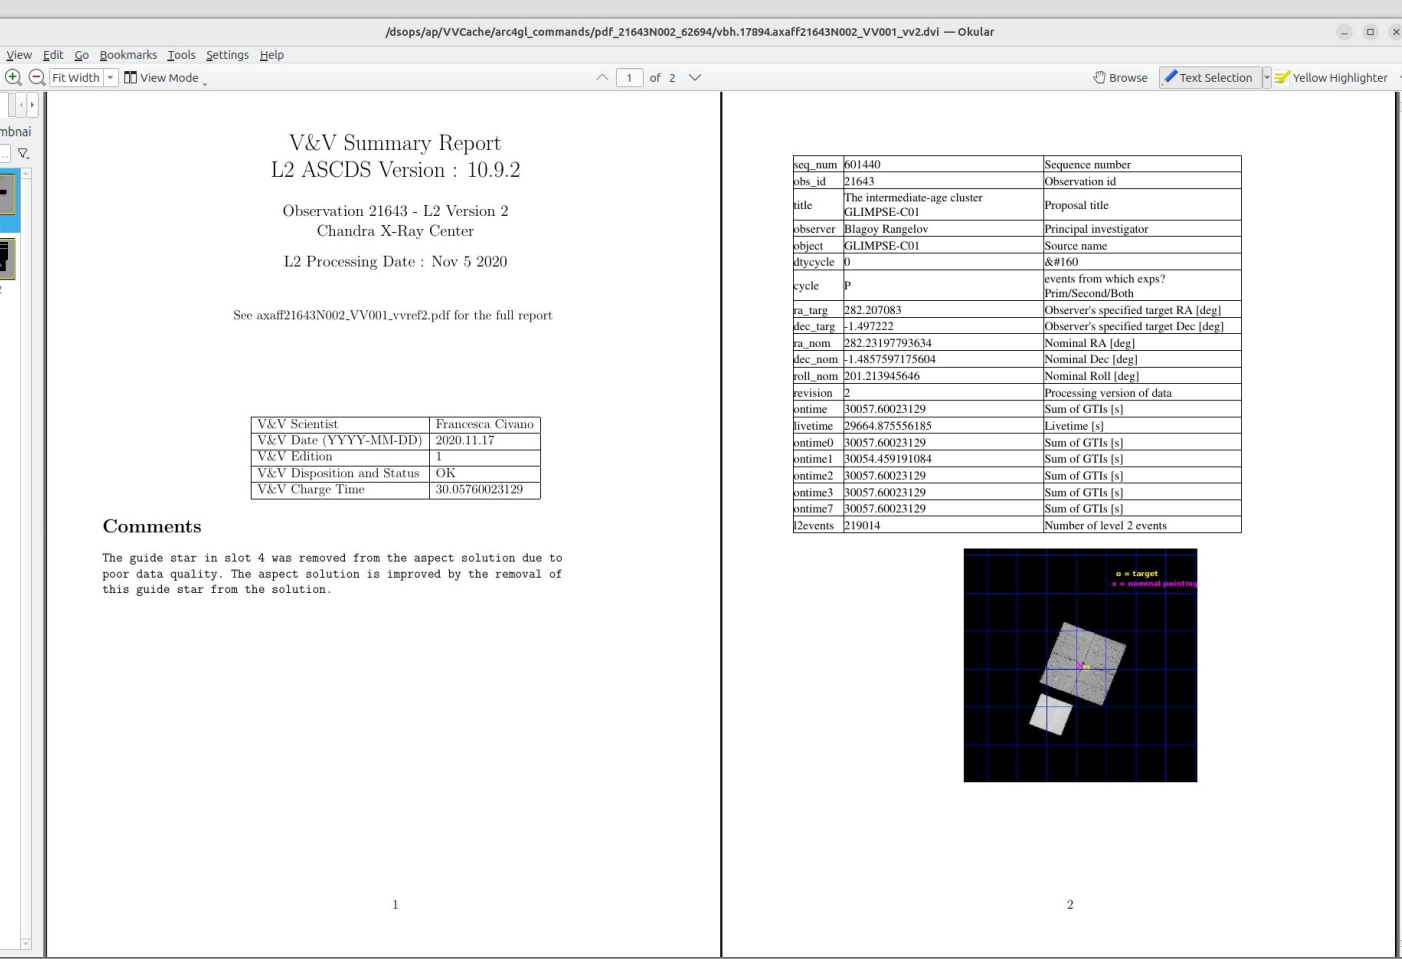 /dsops/ap/VVCache/arc4gl_commands/pdf_21643N002_62694/vbh.17894.axaff21643N002_VV001_vv2.dvi — Okular
View Edit Go Bookmarks Tools Settings Help
Fit Width View Mode 1 of 2 Browse Text Selection Yellow Highlighter
mbnai
V&V Summary Report
L2 ASCDS Version : 10.9.2
Observation 21643 - L2 Version 2
Chandra X-Ray Center
L2 Processing Date : Nov 5 2020
See axaff21643N002_VV001_vvref2.pdf for the full report
V&V Scientist Francesca Civano
V&V Date (YYYY-MM-DD) 2020.11.17
V&V Edition 1
V&V Disposition and Status OK
V&V Charge Time 30.05760023129
Comments
The guide star in slot 4 was removed from the aspect solution due to
poor data quality. The aspect solution is improved by the removal of
this guide star from the solution.
1
seq_num 601440 Sequence number
obs_id 21643 Observation id
title The intermediate-age cluster GLIMPSE-C01 Proposal title
observer Blagoy Rangelov Principal investigator
object GLIMPSE-C01 Source name
dtycycle 0 &#160
cycle P events from which exps? Prim/Second/Both
ra_targ 282.207083 Observer's specified target RA [deg]
dec_targ -1.497222 Observer's specified target Dec [deg]
ra_nom 282.23197793634 Nominal RA [deg]
dec_nom -1.4857597175604 Nominal Dec [deg]
roll_nom 201.213945646 Nominal Roll [deg]
revision 2 Processing version of data
ontime 30057.60023129 Sum of GTIs [s]
livetime 29664.875556185 Livetime [s]
ontime0 30057.60023129 Sum of GTIs [s]
ontime1 30054.459191084 Sum of GTIs [s]
ontime2 30057.60023129 Sum of GTIs [s]
ontime3 30057.60023129 Sum of GTIs [s]
ontime7 30057.60023129 Sum of GTIs [s]
l2events 219014 Number of level 2 events
o = target
x = nominal pointing
2